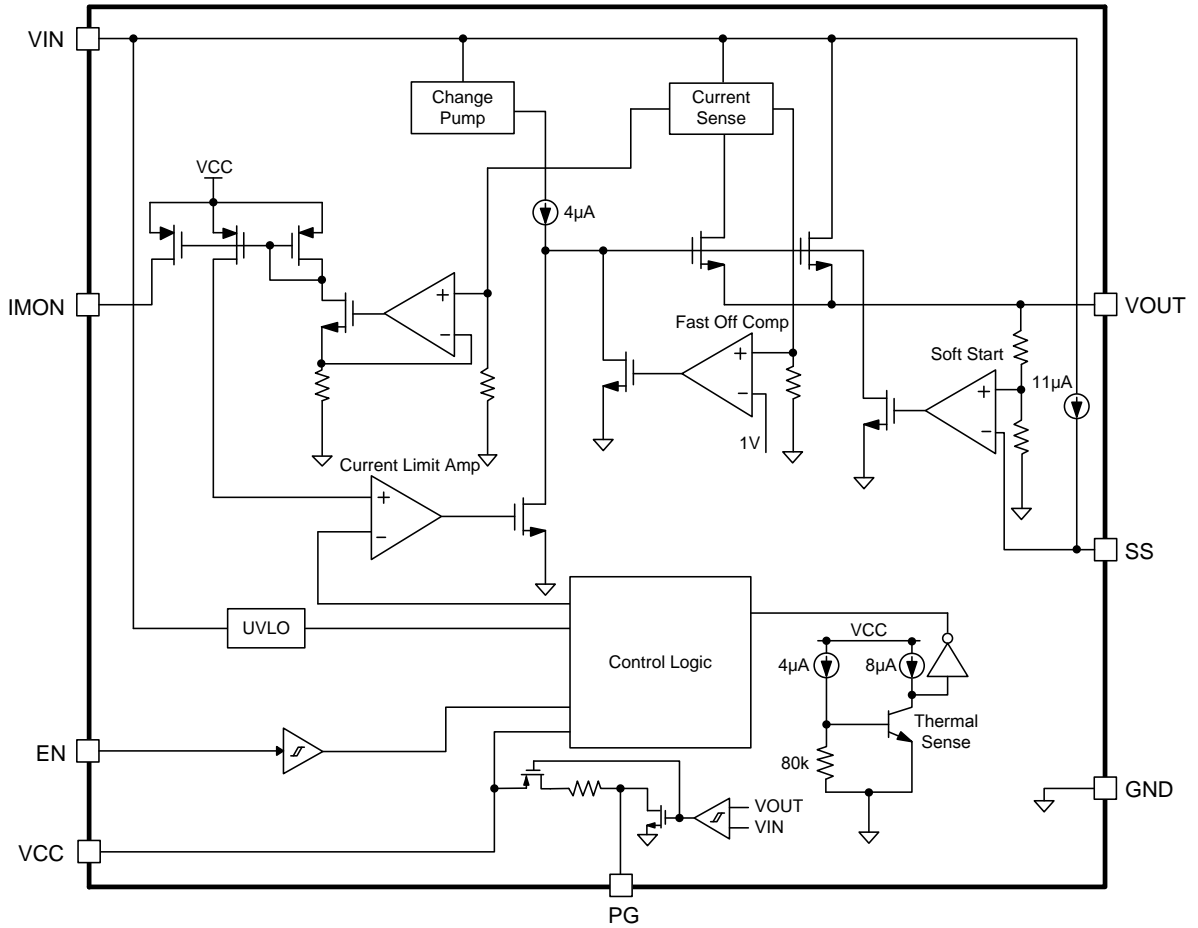 VIN
Change
Pump
Current
Sense
VCC
4µA
IMON
+
−
VOUT
Fast Off Comp
+
−
1V
Soft Start
+
−
11µA
Current Limit Amp
+
−
SS
UVLO
Control Logic
VCC
4µA
8µA
Thermal
Sense
80k
EN
GND
VOUT
VIN
VCC
PG